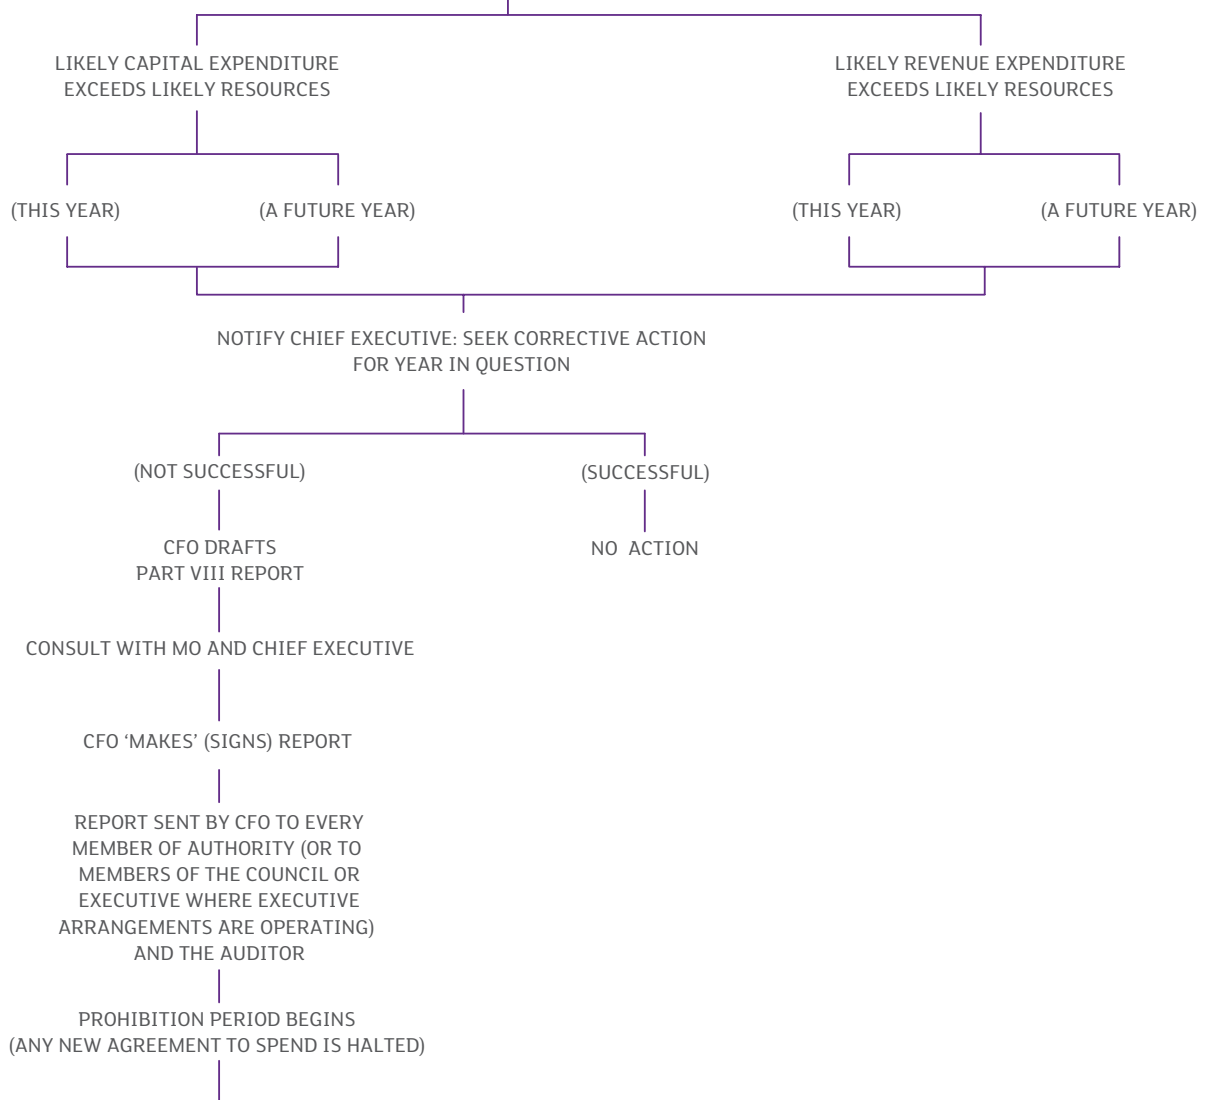 LIKELY CAPITAL EXPENDITURE
EXCEEDS LIKELY RESOURCES
LIKELY REVENUE EXPENDITURE
EXCEEDS LIKELY RESOURCES
(THIS YEAR)
(A FUTURE YEAR)
(THIS YEAR)
(A FUTURE YEAR)
NOTIFY CHIEF EXECUTIVE: SEEK CORRECTIVE ACTION
FOR YEAR IN QUESTION
(NOT SUCCESSFUL)
(SUCCESSFUL)
CFO DRAFTS
PART VIII REPORT
NO ACTION
CONSULT WITH MO AND CHIEF EXECUTIVE
CFO ‘MAKES’ (SIGNS) REPORT
REPORT SENT BY CFO TO EVERY
MEMBER OF AUTHORITY (OR TO
MEMBERS OF THE COUNCIL OR
EXECUTIVE WHERE EXECUTIVE
ARRANGEMENTS ARE OPERATING)
AND THE AUDITOR
PROHIBITION PERIOD BEGINS
(ANY NEW AGREEMENT TO SPEND IS HALTED)